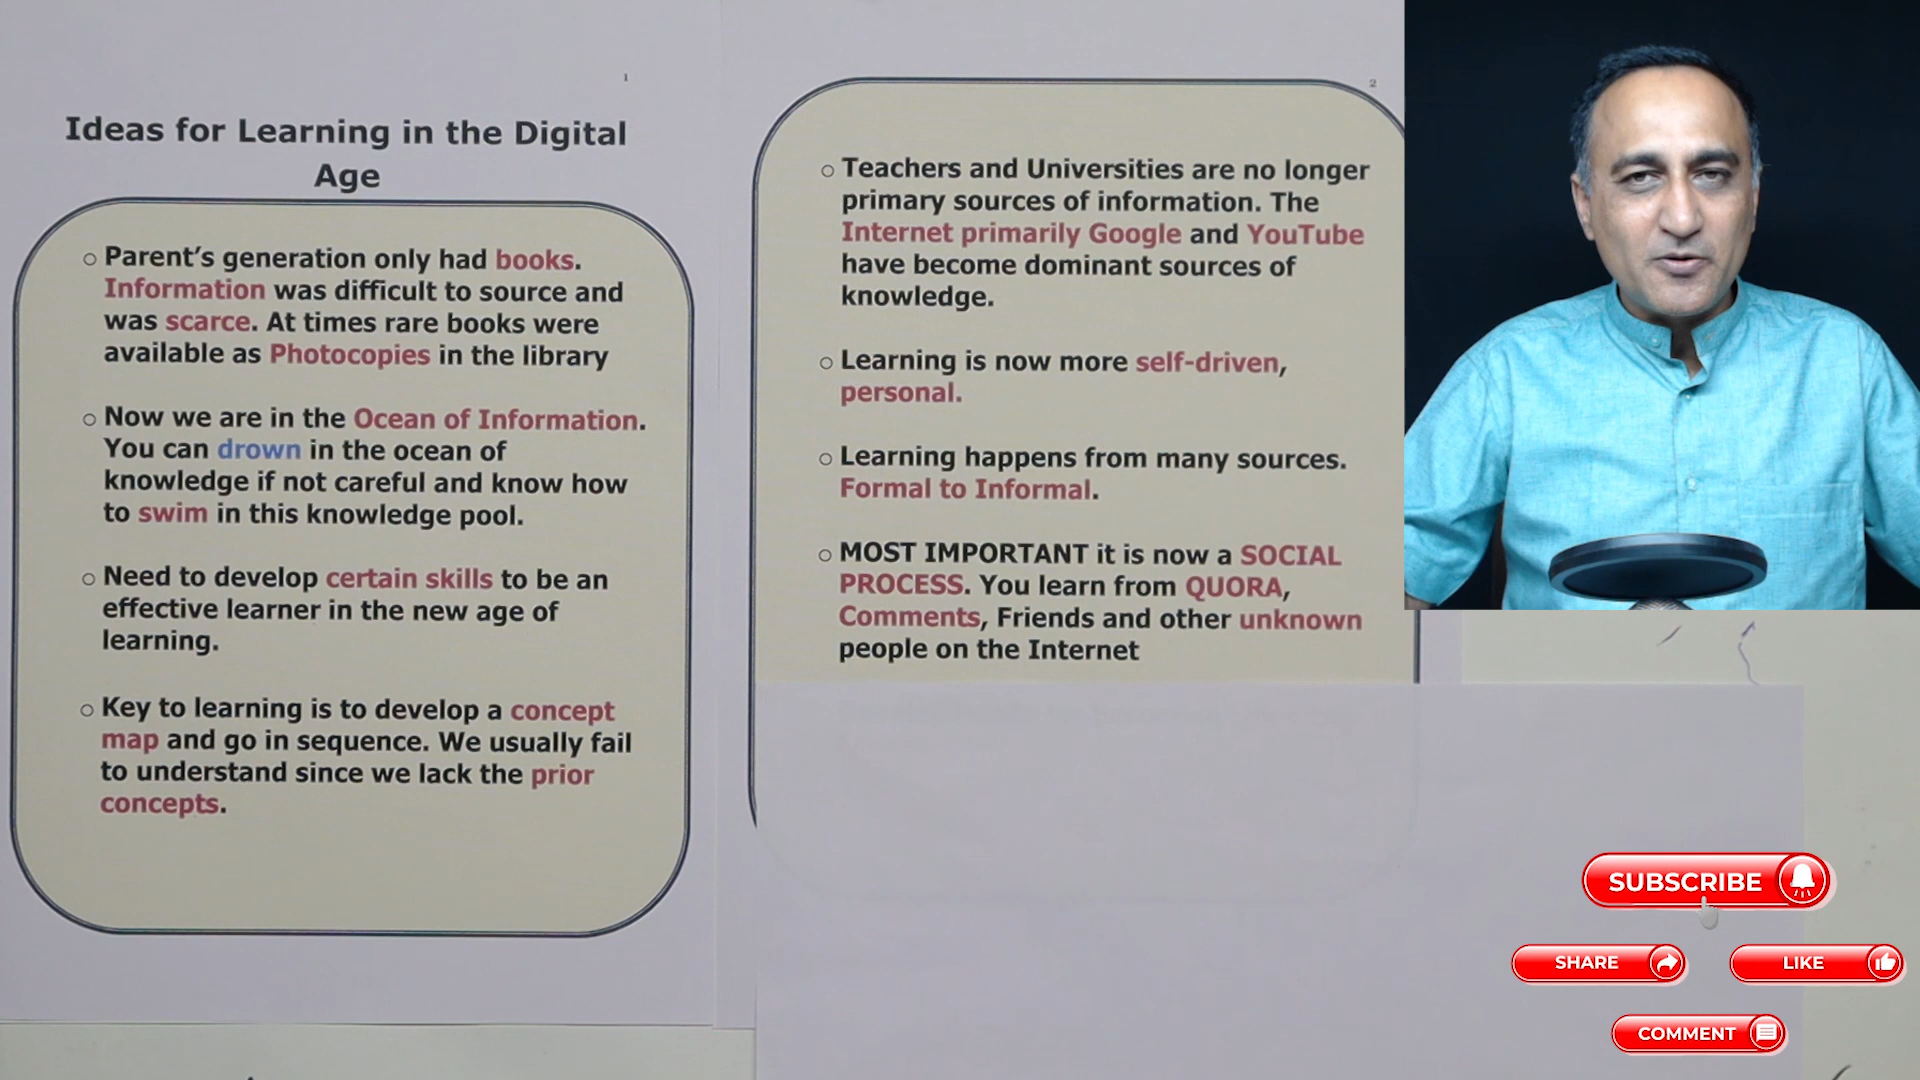 1
Ideas for Learning in the Digital
Age
○ Parent's generation only had books.
Information was difficult to source and
was scarce. At times rare books were
available as Photocopies in the library
○ Now we are in the Ocean of Information.
You can drown in the ocean of
knowledge if not careful and know how
to swim in this knowledge pool.
○ Need to develop certain skills to be an
effective learner in the new age of
learning.
○ Key to learning is to develop a concept
map and go in sequence. We usually fail
to understand since we lack the prior
concepts.
2
○ Teachers and Universities are no longer
primary sources of information. The
Internet primarily Google and YouTube
have become dominant sources of
knowledge.
○ Learning is now more self-driven,
personal.
○ Learning happens from many sources.
Formal to Informal.
○ MOST IMPORTANT it is now a SOCIAL
PROCESS. You learn from QUORA,
Comments, Friends and other unknown
people on the Internet
SUBSCRIBE
SHARE
LIKE
COMMENT